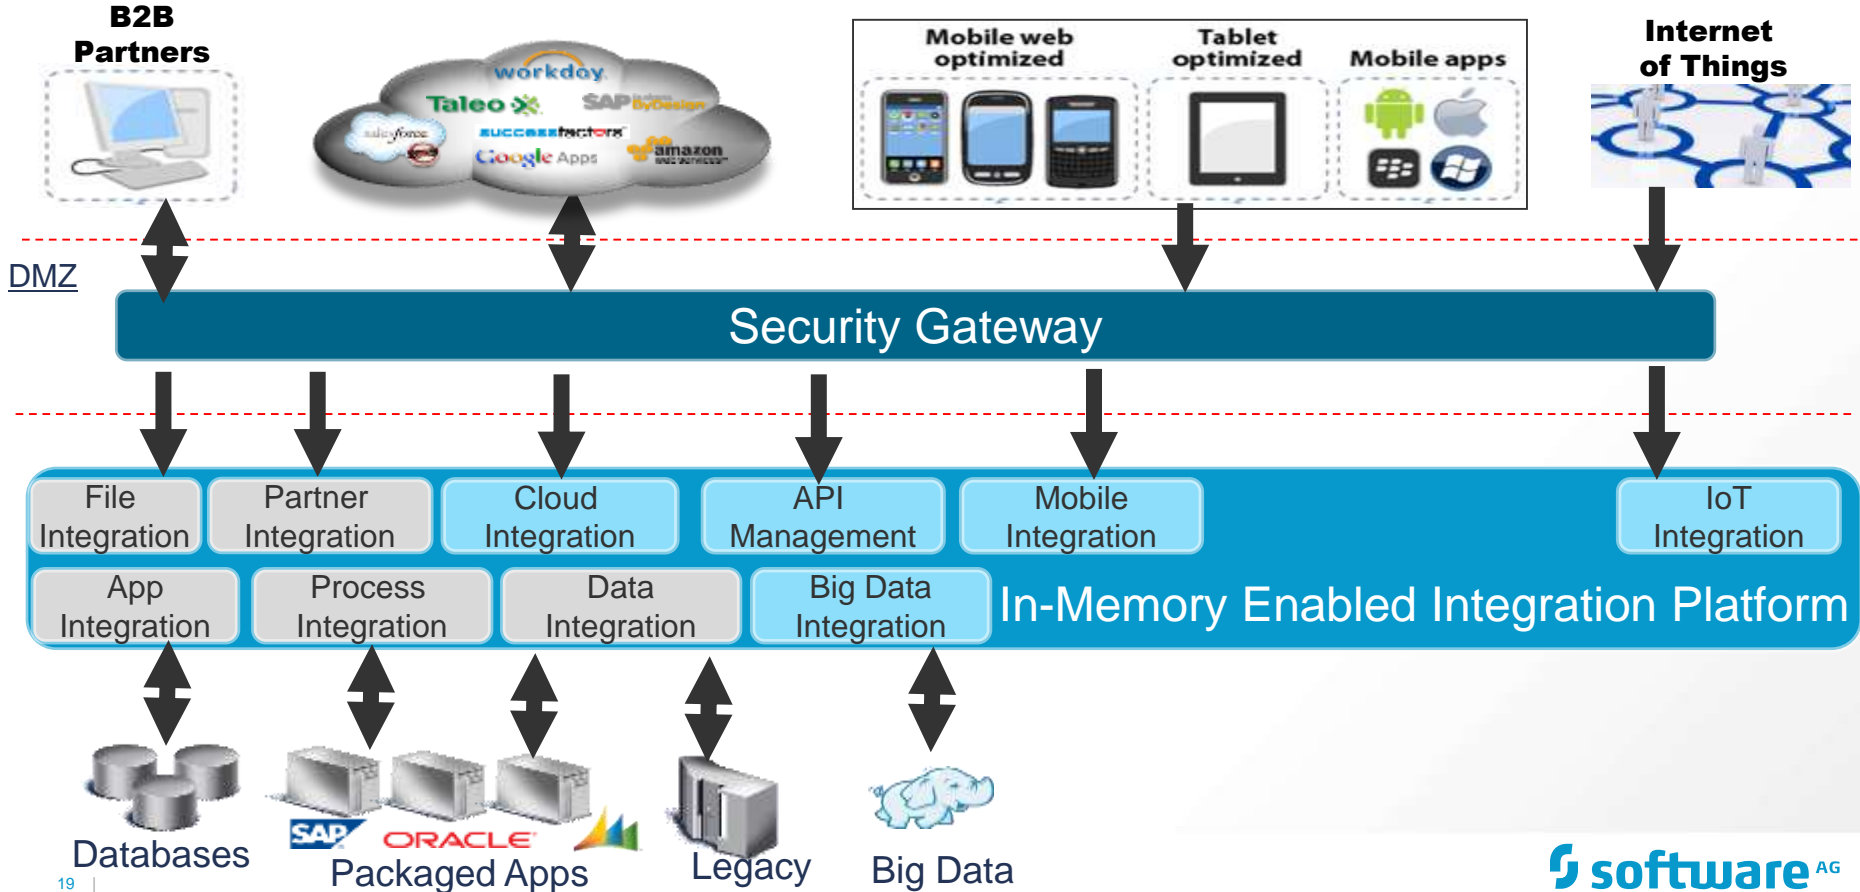 B2B
Partners
workday
Taleo
SAP Business ByDesign
salesforce
successfactors
Google Apps
amazon
web services™
Mobile web
optimized
Tablet
optimized
Mobile apps
Internet
of Things
DMZ
Security Gateway
File
Integration
Partner
Integration
Cloud
Integration
API
Management
Mobile
Integration
IoT
Integration
App
Integration
Process
Integration
Data
Integration
Big Data
Integration
In-Memory Enabled Integration Platform
SAP
ORACLE
Databases
Packaged Apps
Legacy
Big Data
19 |
software AG